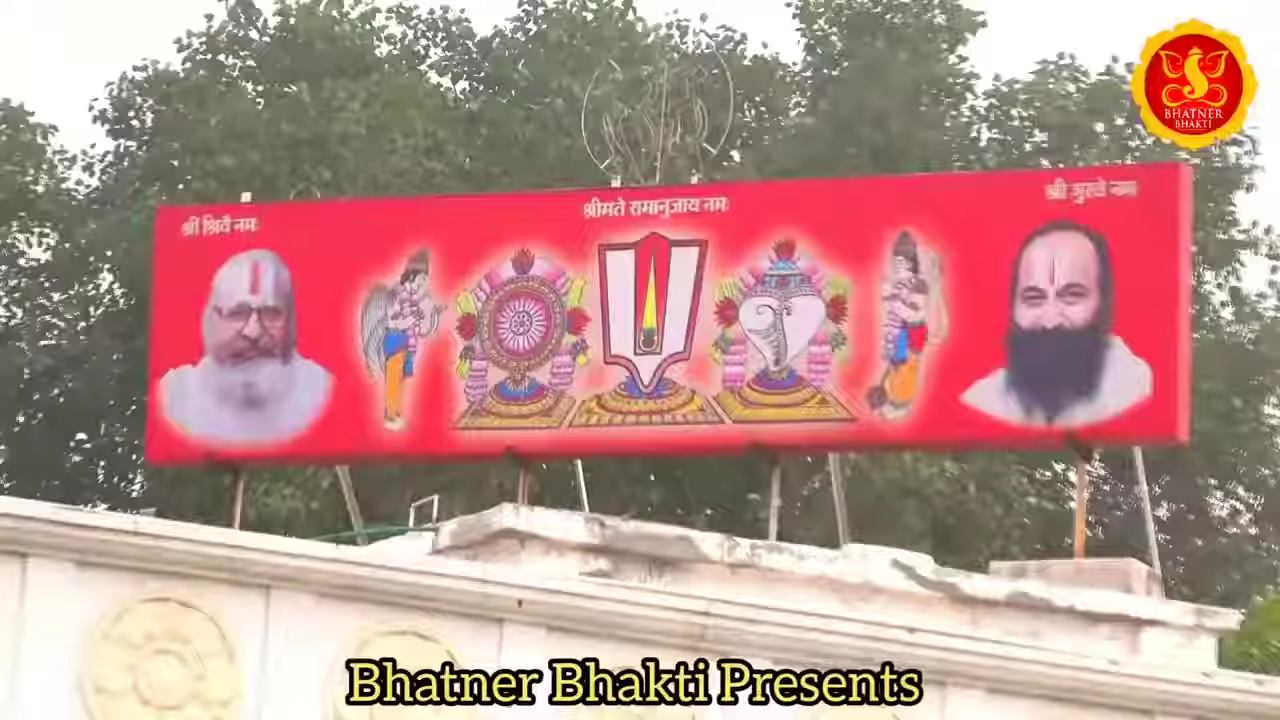 BHATNER
BHAKTI
श्रीमते रामानुजाय नमः
श्री गुरवे नमः
श्रीं श्रियै नमः
Bhatner Bhakti Presents